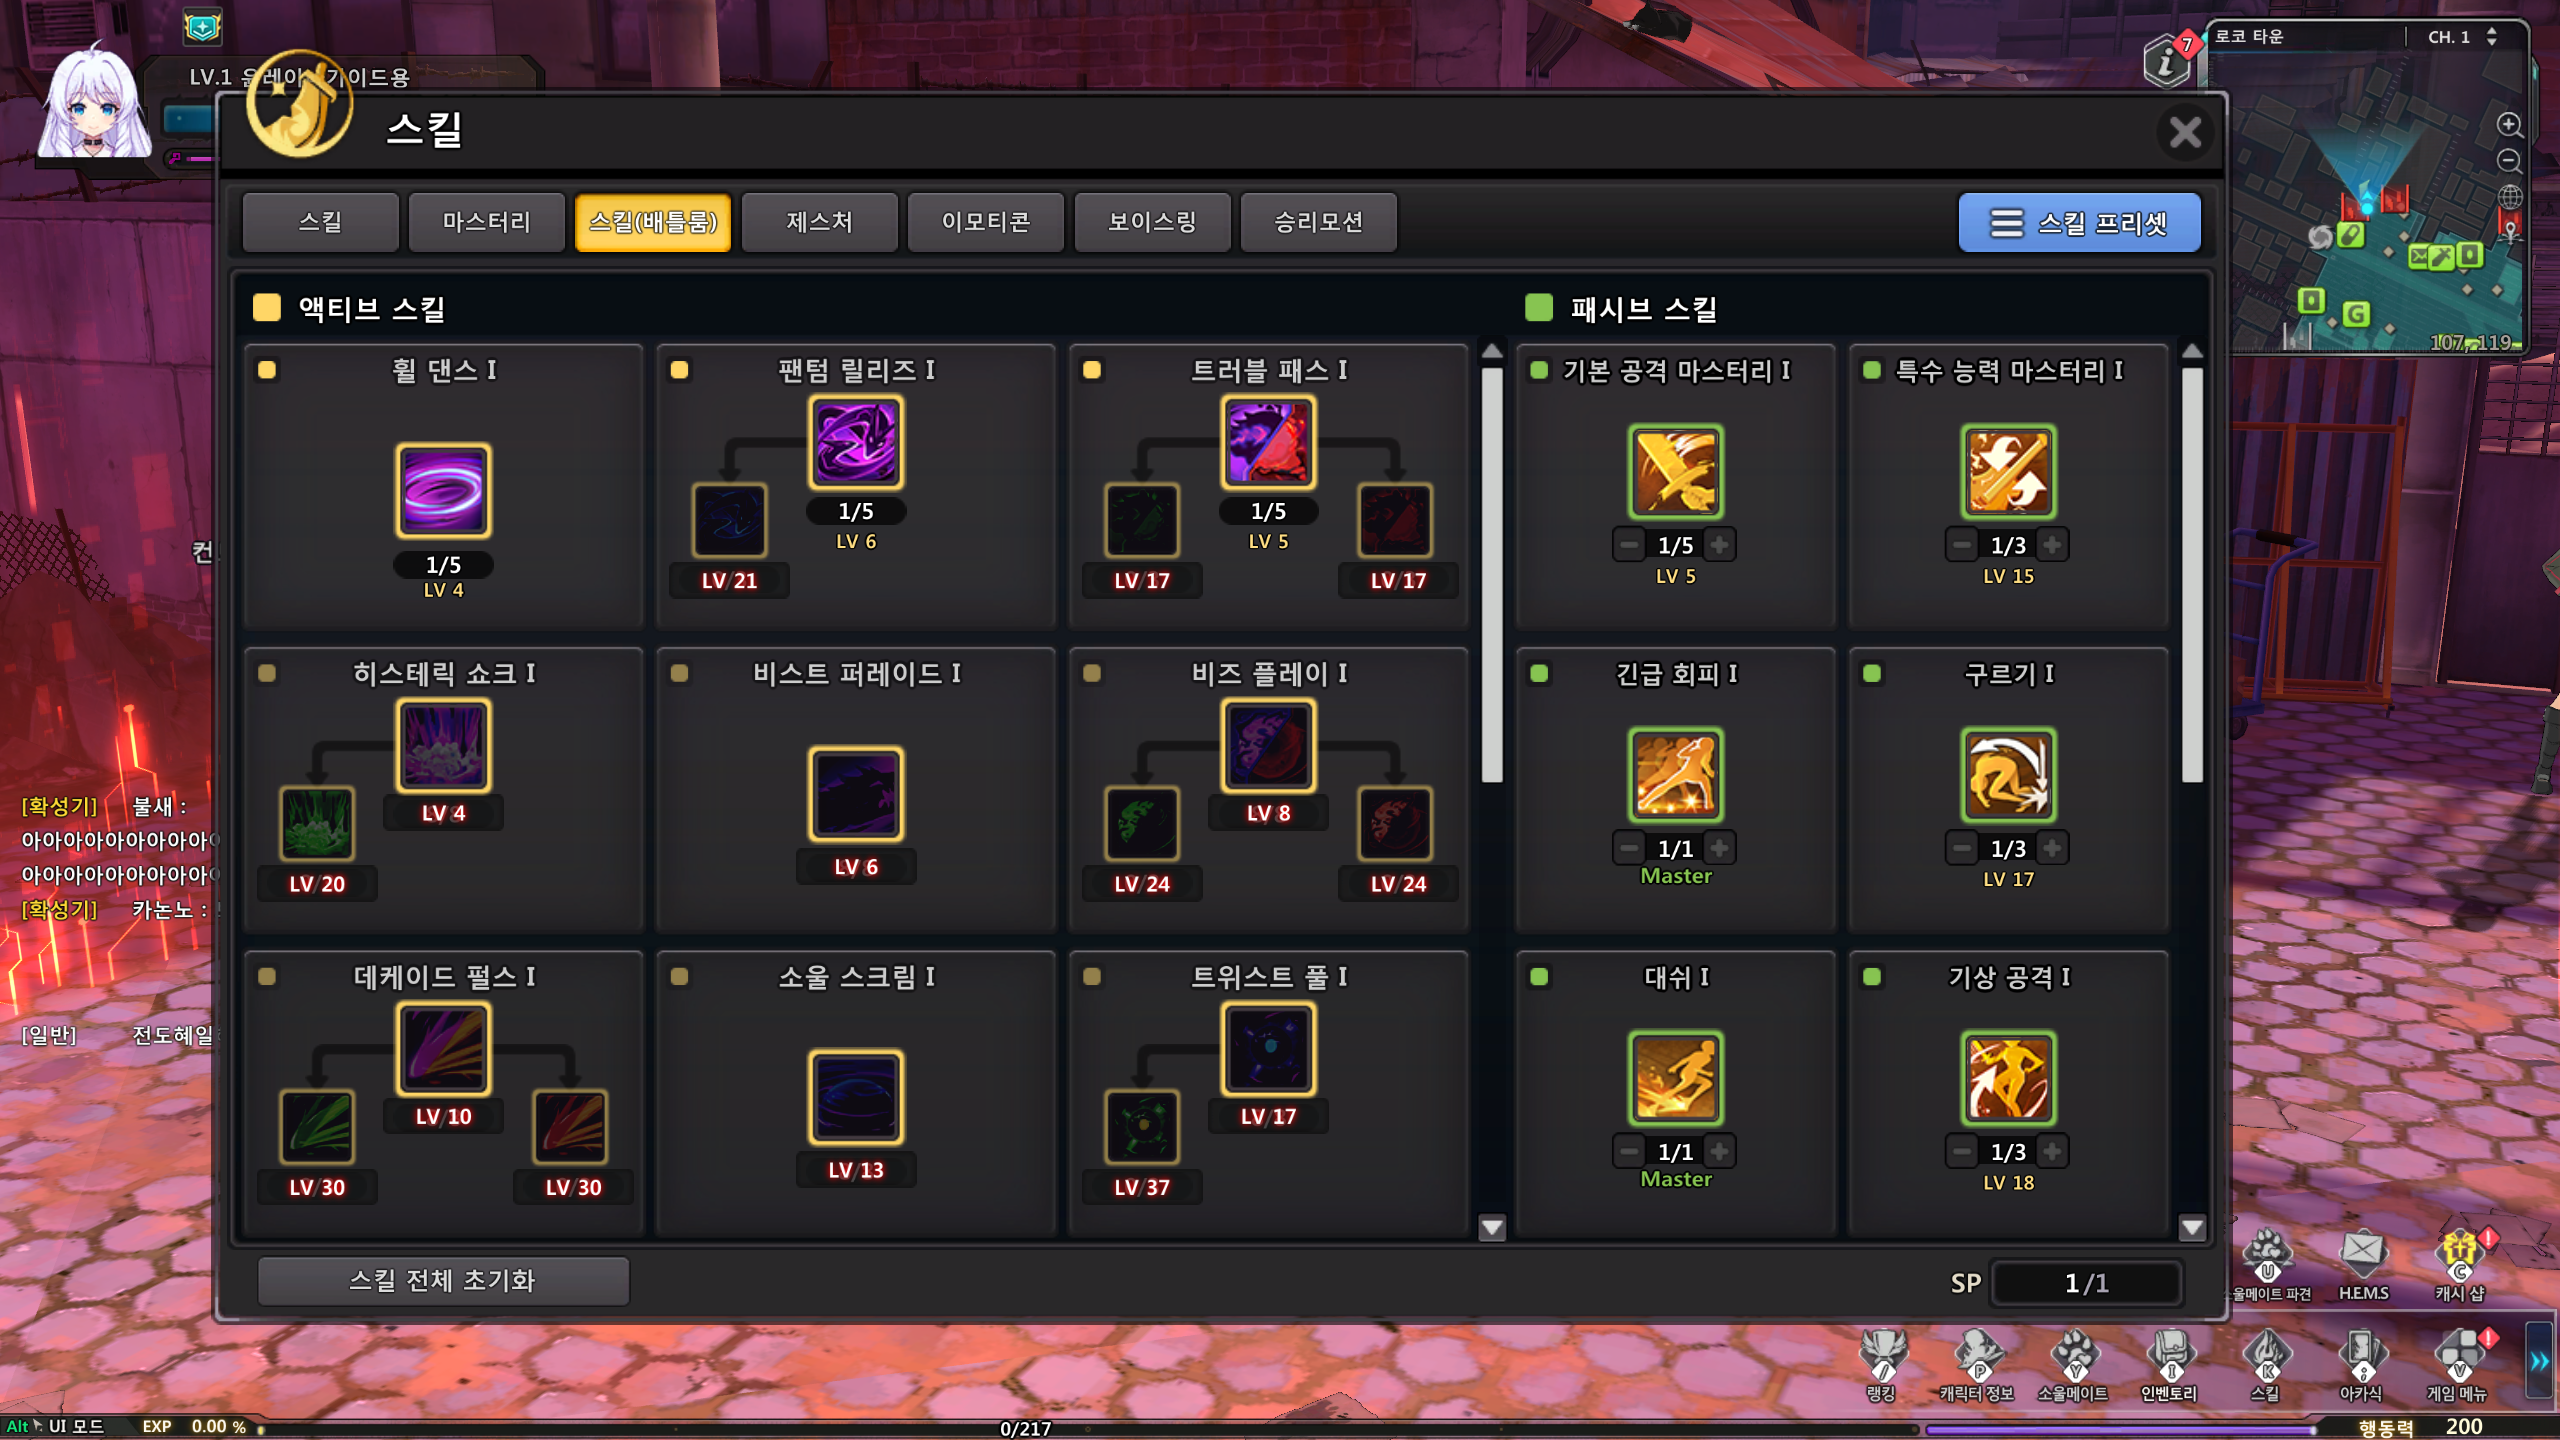 LV.1
로코 타운
CH. 1
7
스킬
스킬
마스터리
스킬(배틀룸)
제스처
이모티콘
보이스링
승리모션
스킬 프리셋
액티브 스킬
패시브 스킬
휠 댄스 I
1/5
LV 4
팬텀 릴리즈 I
1/5
LV 6
LV/21
트러블 패스 I
1/5
LV 5
LV/17
LV/17
기본 공격 마스터리 I
1/5
LV 5
특수 능력 마스터리 I
1/3
LV 15
107, 119
G
컨
히스테릭 쇼크 I
LV 4
LV/20
비스트 퍼레이드 I
LV 6
비즈 플레이 I
LV 8
LV/24
LV/24
긴급 회피 I
1/1
Master
구르기 I
1/3
LV 17
[확성기] 불새 :
아아아아아아아아아
아아아아아아아아아
[확성기] 카논노 :
[일반] 전도헤일
데케이드 펄스 I
LV/10
LV/30
LV/30
소울 스크림 I
LV/13
트위스트 풀 I
LV/17
LV/37
대쉬 I
1/1
Master
기상 공격 I
1/3
LV 18
스킬 전체 초기화
SP 1/1
U
울메이트 파견
H.E.M.S
C
캐시 샵
/
랭킹
P
캐릭터 정보
Y
소울메이트
I
인벤토리
K
스킬
;
아카식
V
게임 메뉴
Alt UI 모드
EXP 0.00 %
0/217
행동력 200